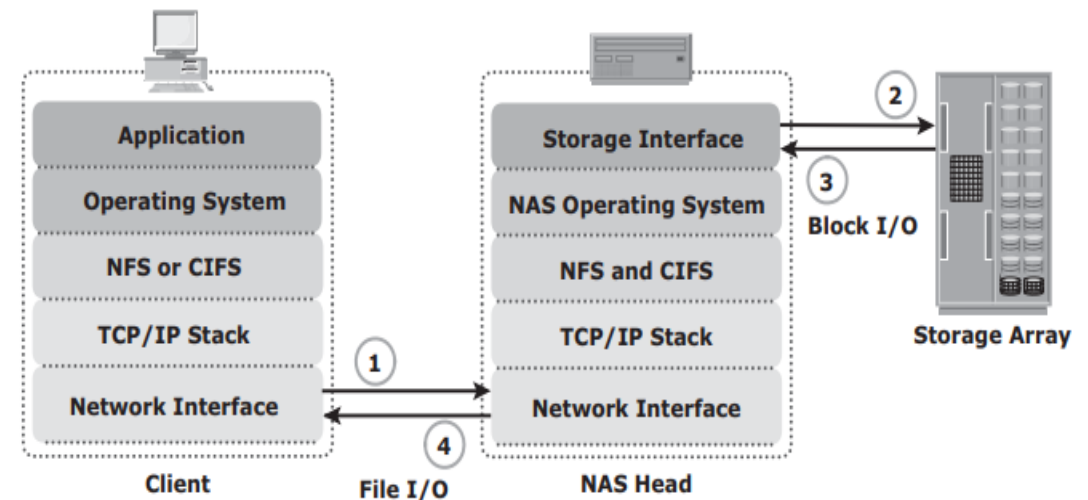 Application
Operating System
NFS or CIFS
TCP/IP Stack
Network Interface
Client
1
4
File I/O
Storage Interface
NAS Operating System
NFS and CIFS
TCP/IP Stack
Network Interface
NAS Head
2
3
Block I/O
Storage Array